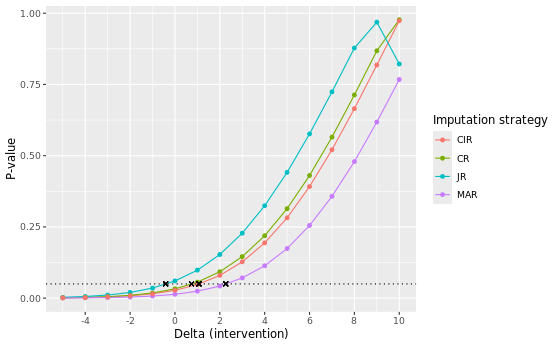 1.00
0.75
0.50
0.25
0.00
P-value
-4
-2
0
2
4
6
8
10
Delta (intervention)
Imputation strategy
CIR
CR
JR
MAR